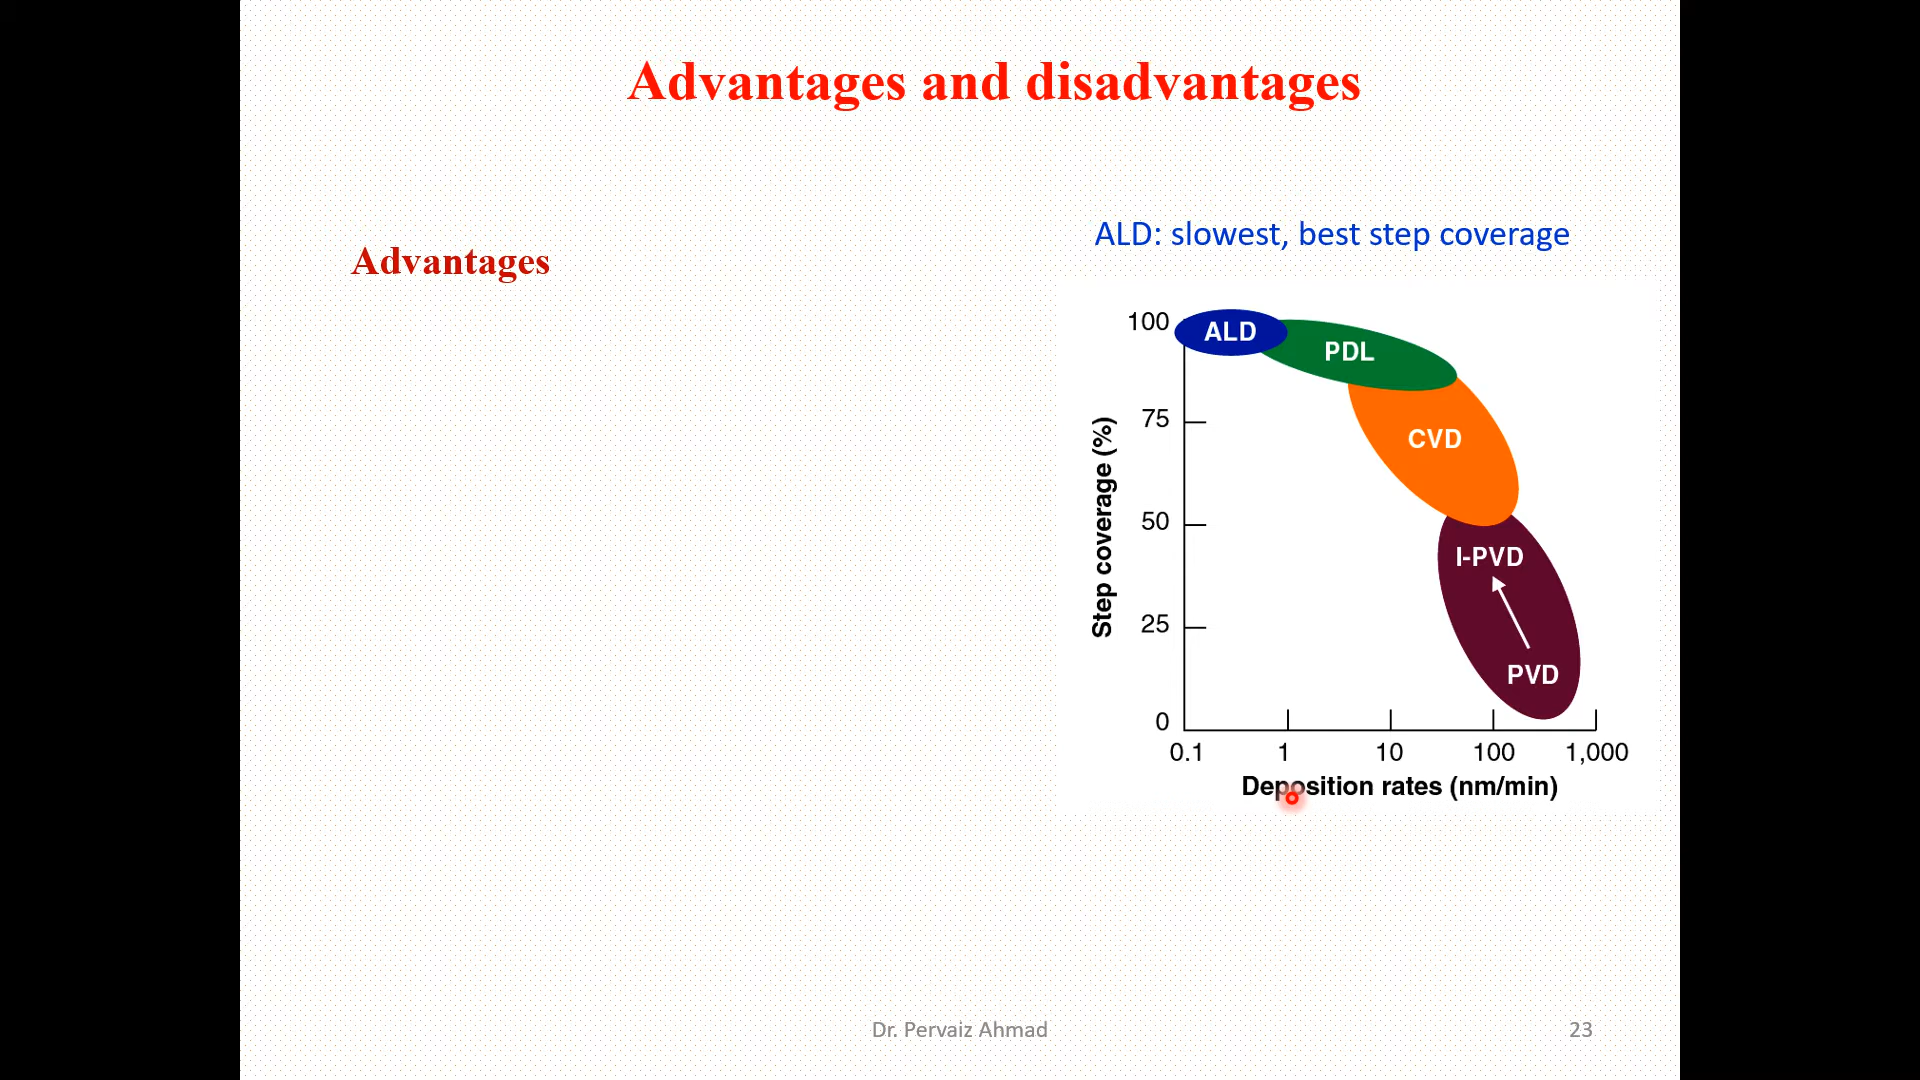 Advantages and disadvantages
Advantages
ALD: slowest, best step coverage
Step coverage (%)
100
75
50
25
0
ALD
PDL
CVD
I-PVD
PVD
0.1 1 10 100 1,000
Deposition rates (nm/min)
Dr. Pervaiz Ahmad
23